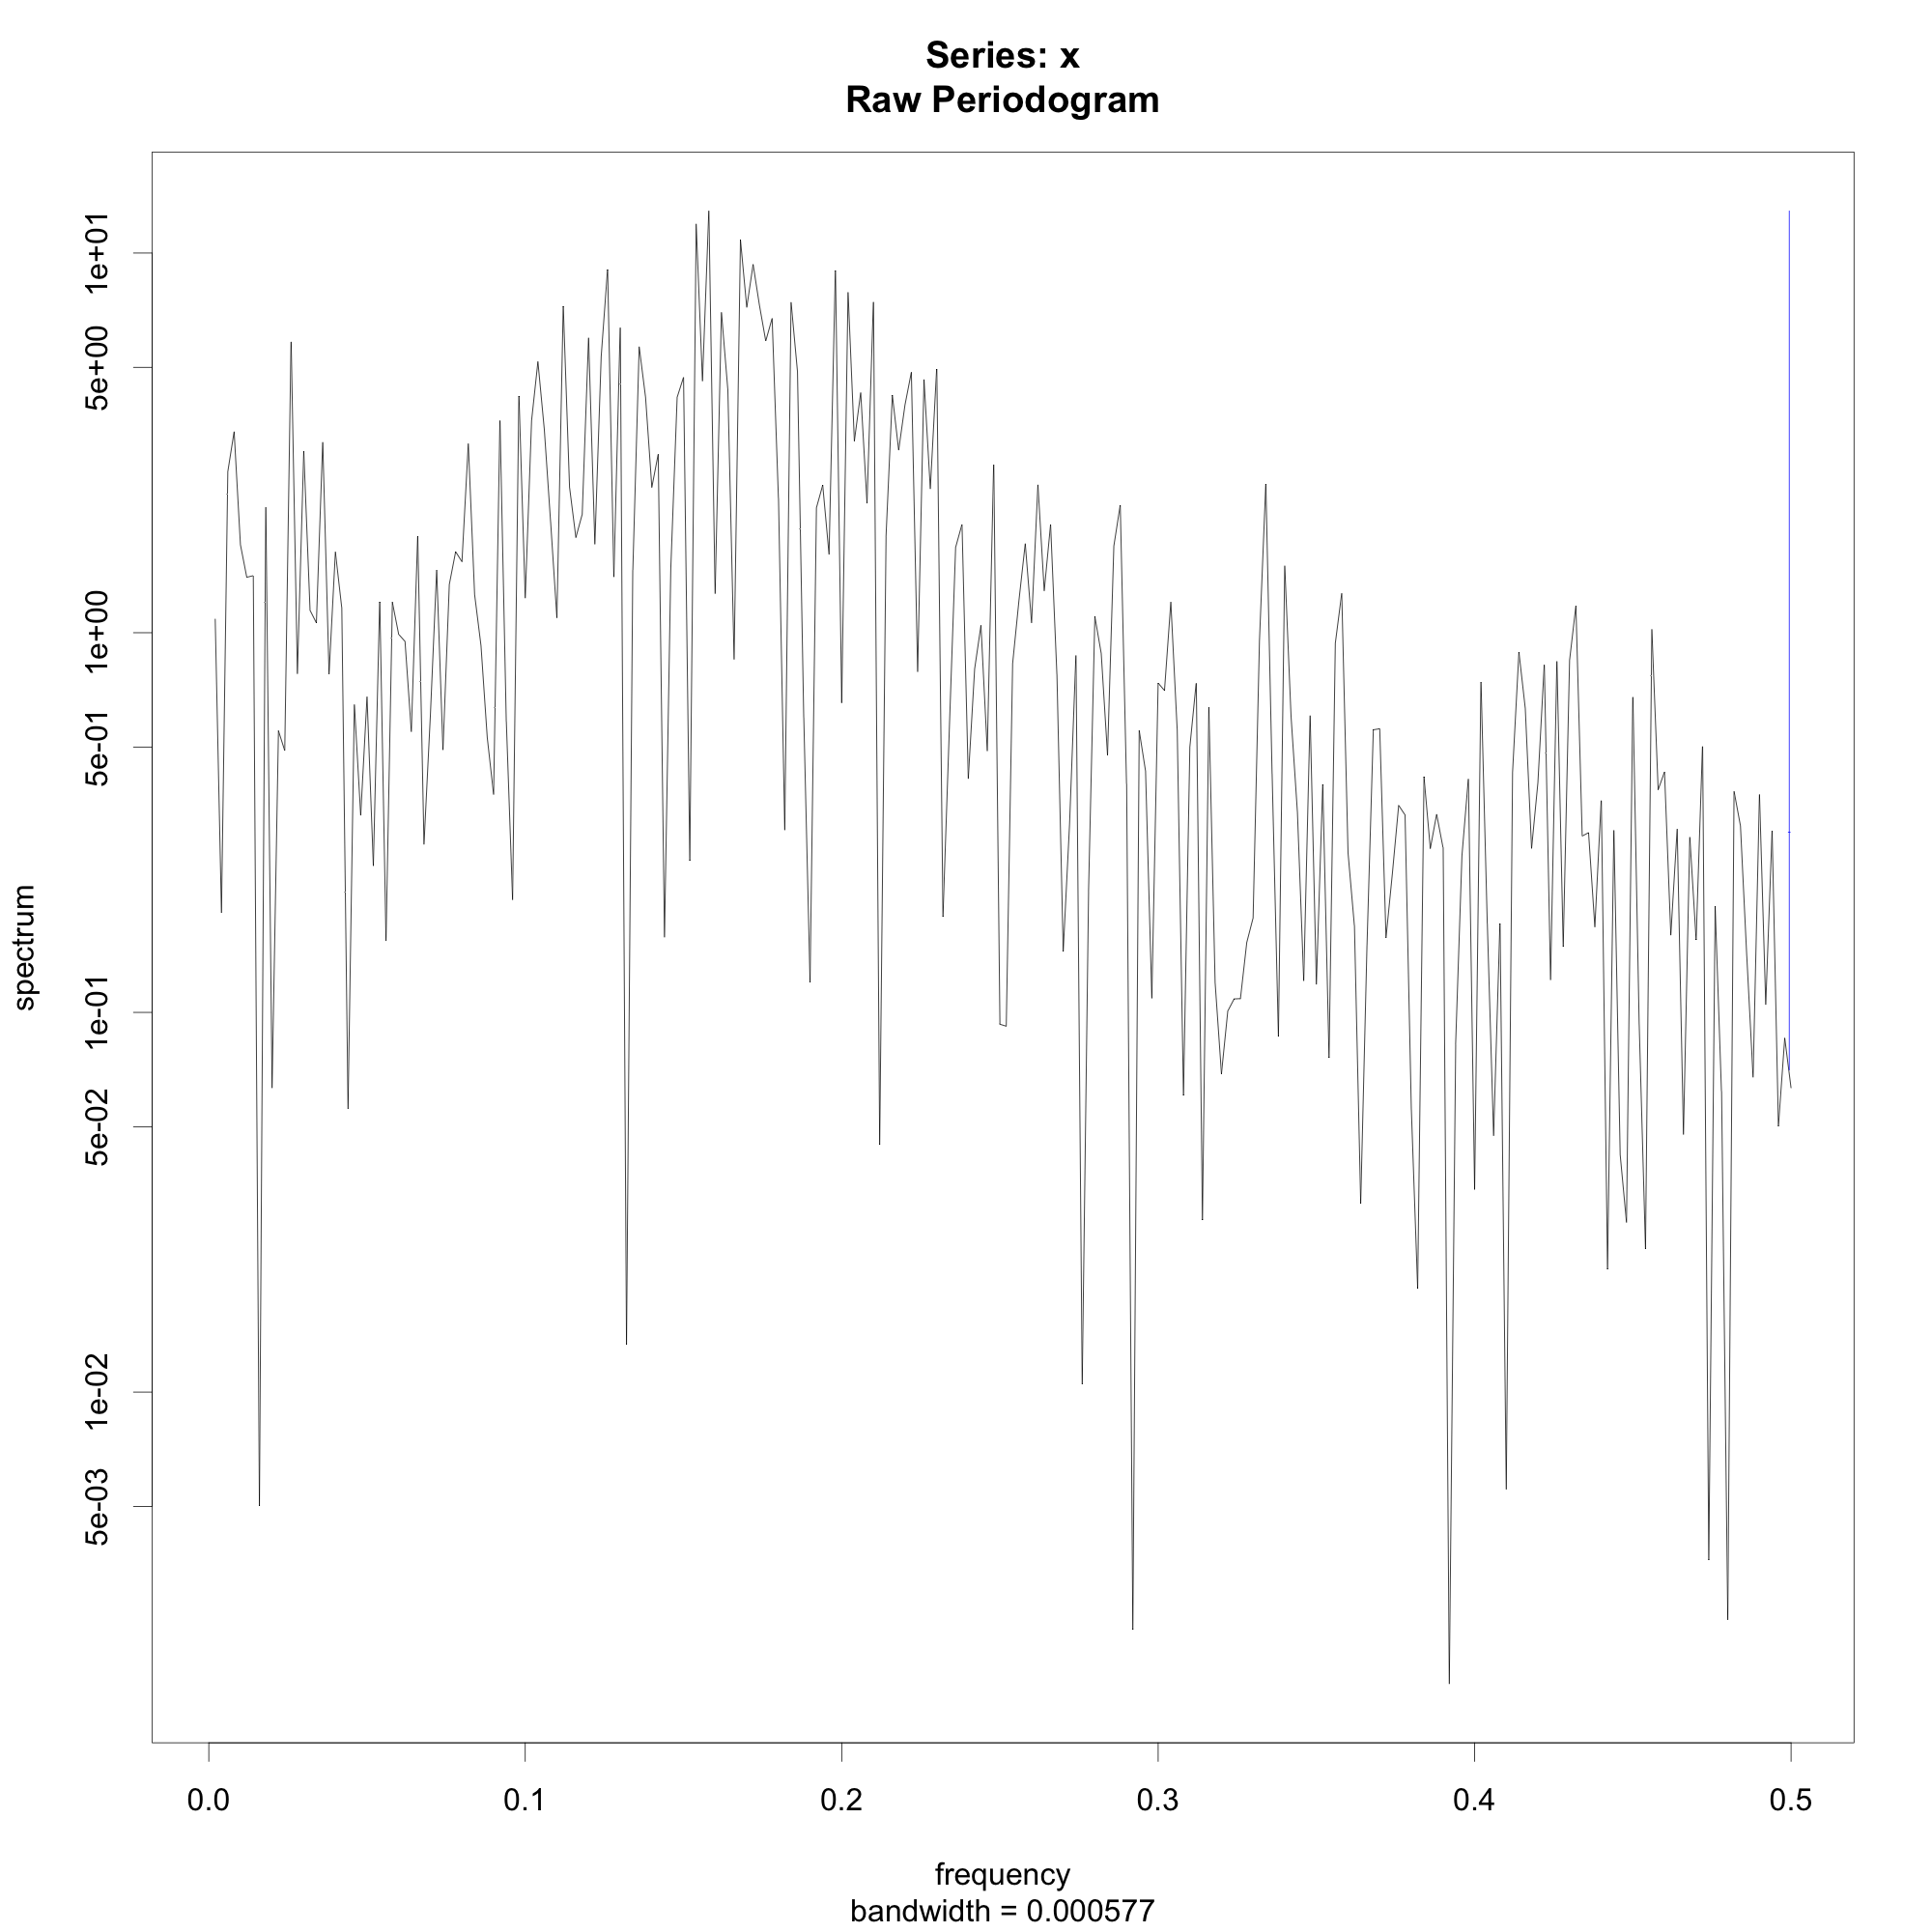 Series: x
Raw Periodogram
1e+01
5e+00
1e+00
5e-01
1e-01
5e-02
1e-02
5e-03
spectrum
0.0 0.1 0.2 0.3 0.4 0.5
frequency
bandwidth = 0.000577